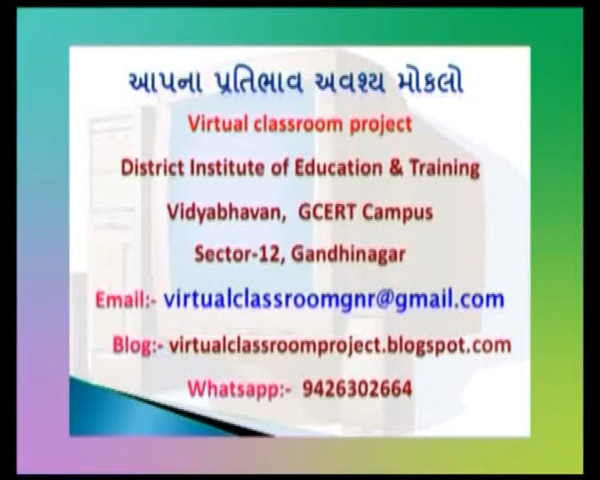 આપના પ્રતિભાવ અવશ્ય મોકલો
Virtual classroom project
District Institute of Education & Training
Vidyabhavan, GCERT Campus
Sector-12, Gandhinagar
Email:- virtualclassroomgnr@gmail.com
Blog:- virtualclassroomproject.blogspot.com
Whatsapp:- 9426302664